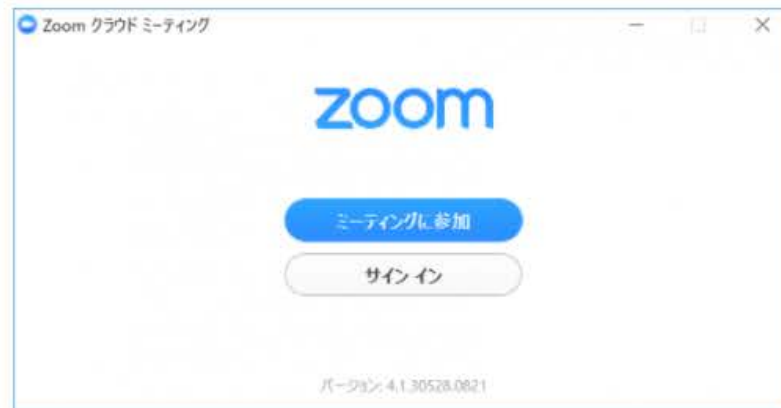 Zoom クラウド ミーティング
zoom
ミーティングに参加
サイン イン
バージョン: 4.1.30528.0821